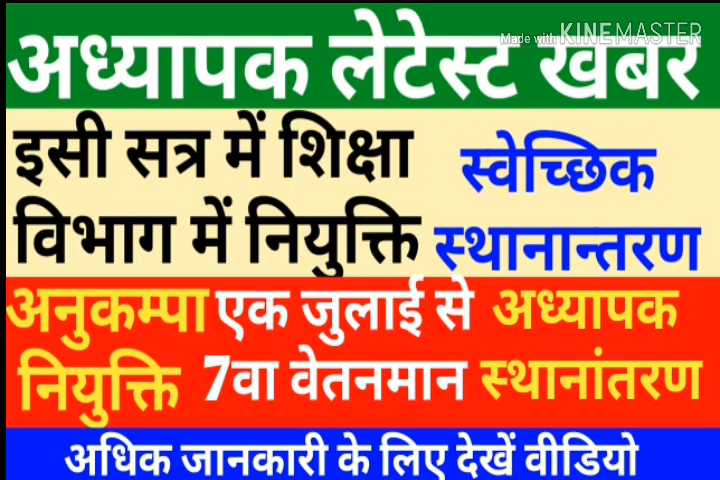 Made with KINEMASTER
अध्यापक लेटेस्ट खबर
इसी सत्र में शिक्षा
विभाग में नियुक्ति
स्वेच्छिक
स्थानान्तरण
अनुकम्पा
नियुक्ति
एक जुलाई से
7वा वेतनमान
अध्यापक
स्थानांतरण
अधिक जानकारी के लिए देखें वीडियो